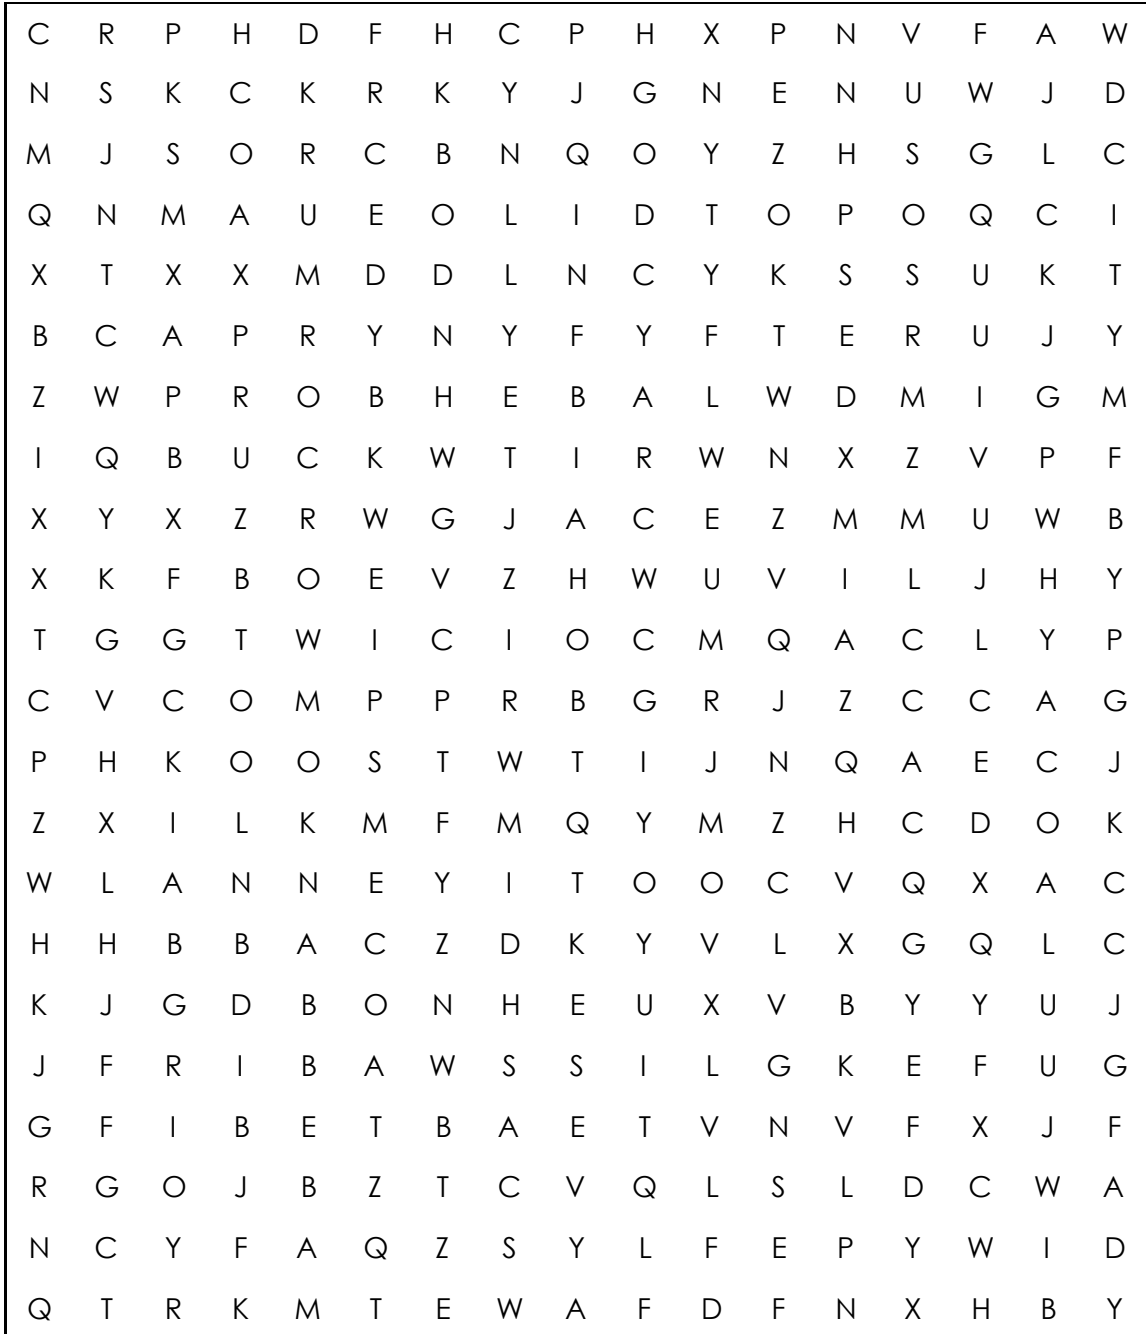 C R P H D F H C P H X P N V F A W
N S K C K R K Y J G N E N U W J D
M J S O R C B N Q O Y Z H S G L C
Q N M A U E O L I D T O P O Q C I
X T X X M D D L N C Y K S S U K T
B C A P R Y N Y F Y F T E R U J Y
Z W P R O B H E B A L W D M I G M
I Q B U C K W T I R W N X Z V P F
X Y X Z R W G J A C E Z M M U W B
X K F B O E V Z H W U V I L J H Y
T G G T W I C I O C M Q A C L Y P
C V C O M P P R B G R J Z C C A G
P H K O O S T W T I J N Q A E C J
Z X I L K M F M Q Y M Z H C D O K
W L A N N E Y I T O O C V Q X A C
H H B B A C Z D K Y V L X G Q L C
K J G D B O N H E U X V B Y Y U J
J F R I B A W S S I L G K E F U G
G F I B E T B A E T V N V F X J F
R G O J B Z T C V Q L S L D C W A
N C Y F A Q Z S Y L F E P Y W I D
Q T R K M T E W A F D F N X H B Y